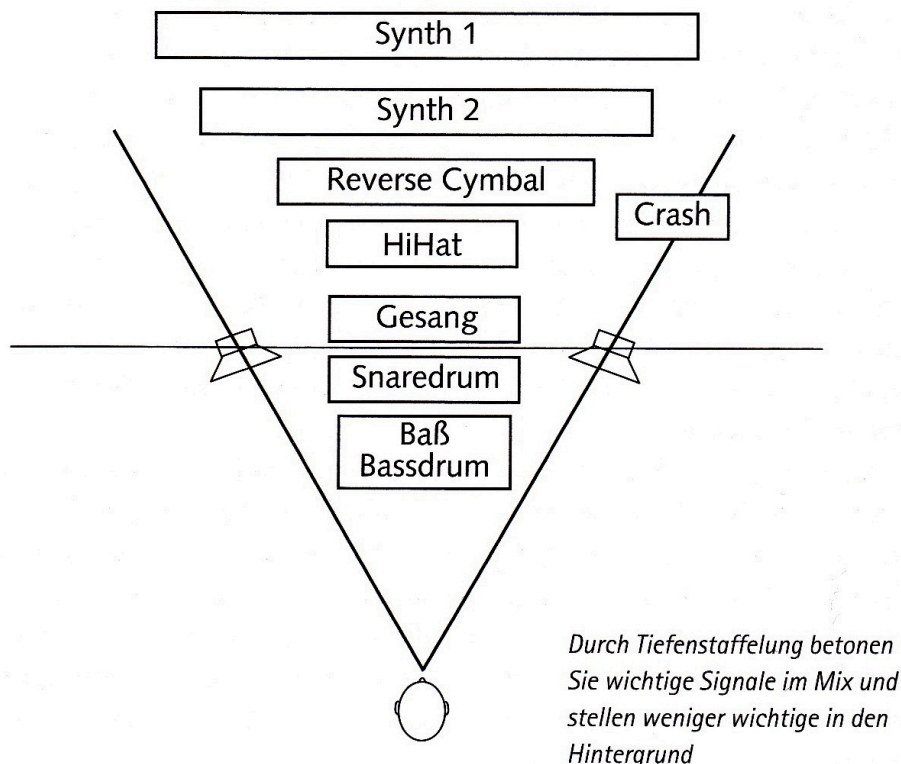 Synth 1
Synth 2
Reverse Cymbal
Crash
HiHat
Gesang
Snaredrum
Baß
Bassdrum
Durch Tiefenstaffelung betonen
Sie wichtige Signale im Mix und
stellen weniger wichtige in den
Hintergrund